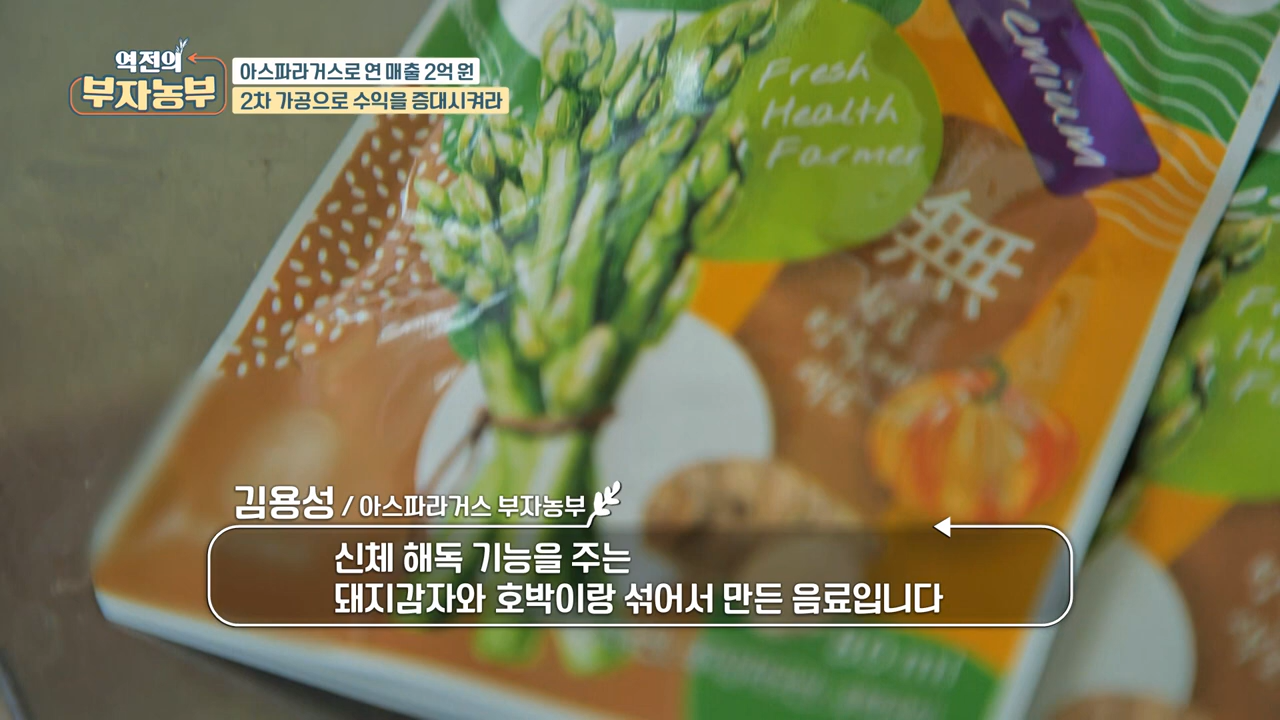 역전의
부자농부
아스파라거스로 연 매출 2억 원
2차 가공으로 수익을 증대시켜라
Fresh
Health
Farmer
emium
無
김용성 / 아스파라거스 부자농부
신체 해독 기능을 주는
돼지감자와 호박이랑 섞어서 만든 음료입니다
80 ml